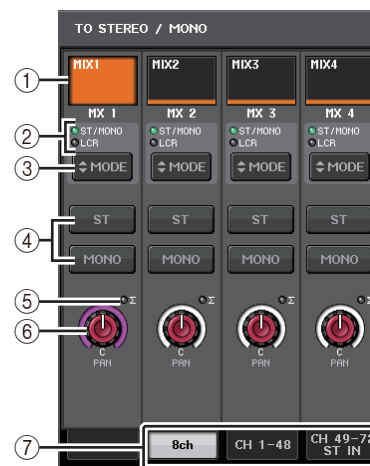 TO STEREO / MONO
MIX1 MIX2 MIX3 MIX4
① MX 1 MX 2 MX 3 MX 4
② ST/MONO ST/MONO ST/MONO ST/MONO
LCR LCR LCR LCR
③ MODE MODE MODE MODE
④ ST ST ST ST
MONO MONO MONO MONO
⑤ Σ Σ Σ Σ
⑥ C C C C
PAN PAN PAN PAN
⑦ 8ch CH 1-48 CH 49-72
ST IN